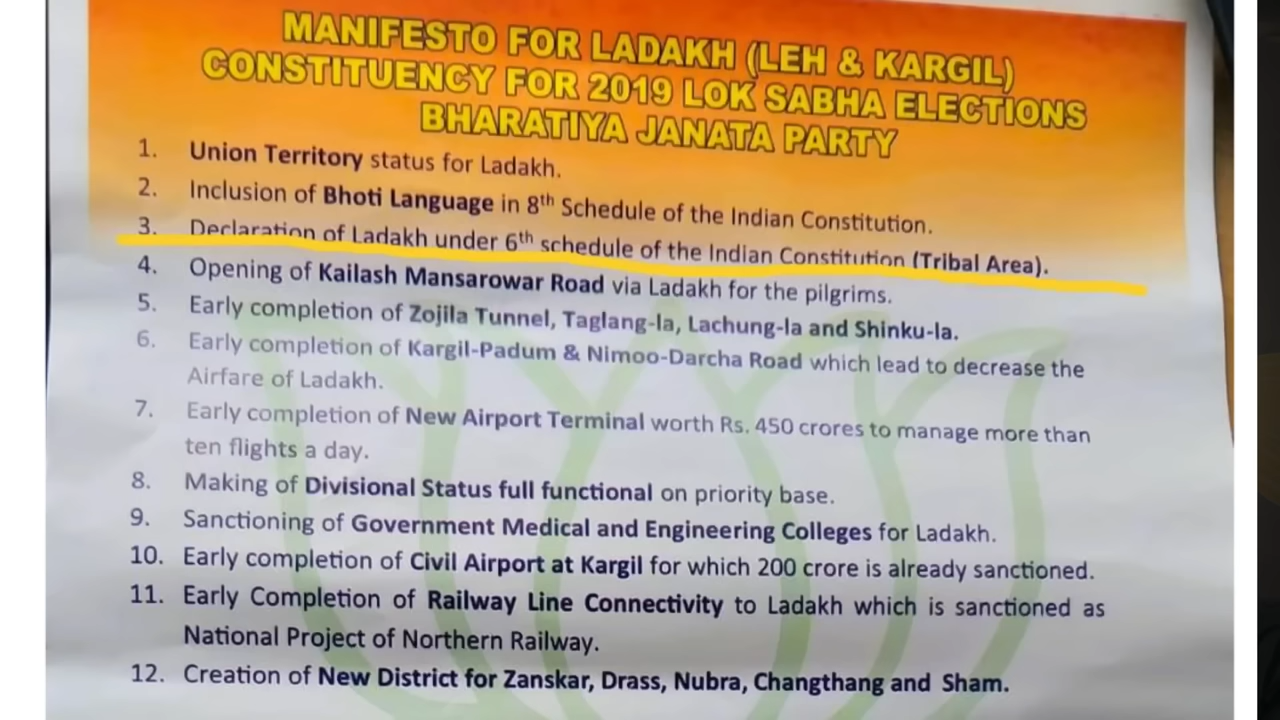 MANIFESTO FOR LADAKH (LEH & KARGIL)
CONSTITUENCY FOR 2019 LOK SABHA ELECTIONS
BHARATIYA JANATA PARTY
1. Union Territory status for Ladakh.
2. Inclusion of Bhoti Language in 8th Schedule of the Indian Constitution.
3. Declaration of Ladakh under 6th schedule of the Indian Constitution (Tribal Area).
4. Opening of Kailash Mansarowar Road via Ladakh for the pilgrims.
5. Early completion of Zojila Tunnel, Taglang-la, Lachung-la and Shinku-la.
6. Early completion of Kargil-Padum & Nimoo-Darcha Road which lead to decrease the
Airfare of Ladakh.
7. Early completion of New Airport Terminal worth Rs. 450 crores to manage more than
ten flights a day.
8. Making of Divisional Status full functional on priority base.
9. Sanctioning of Government Medical and Engineering Colleges for Ladakh.
10. Early completion of Civil Airport at Kargil for which 200 crore is already sanctioned.
11. Early Completion of Railway Line Connectivity to Ladakh which is sanctioned as
National Project of Northern Railway.
12. Creation of New District for Zanskar, Drass, Nubra, Changthang and Sham.